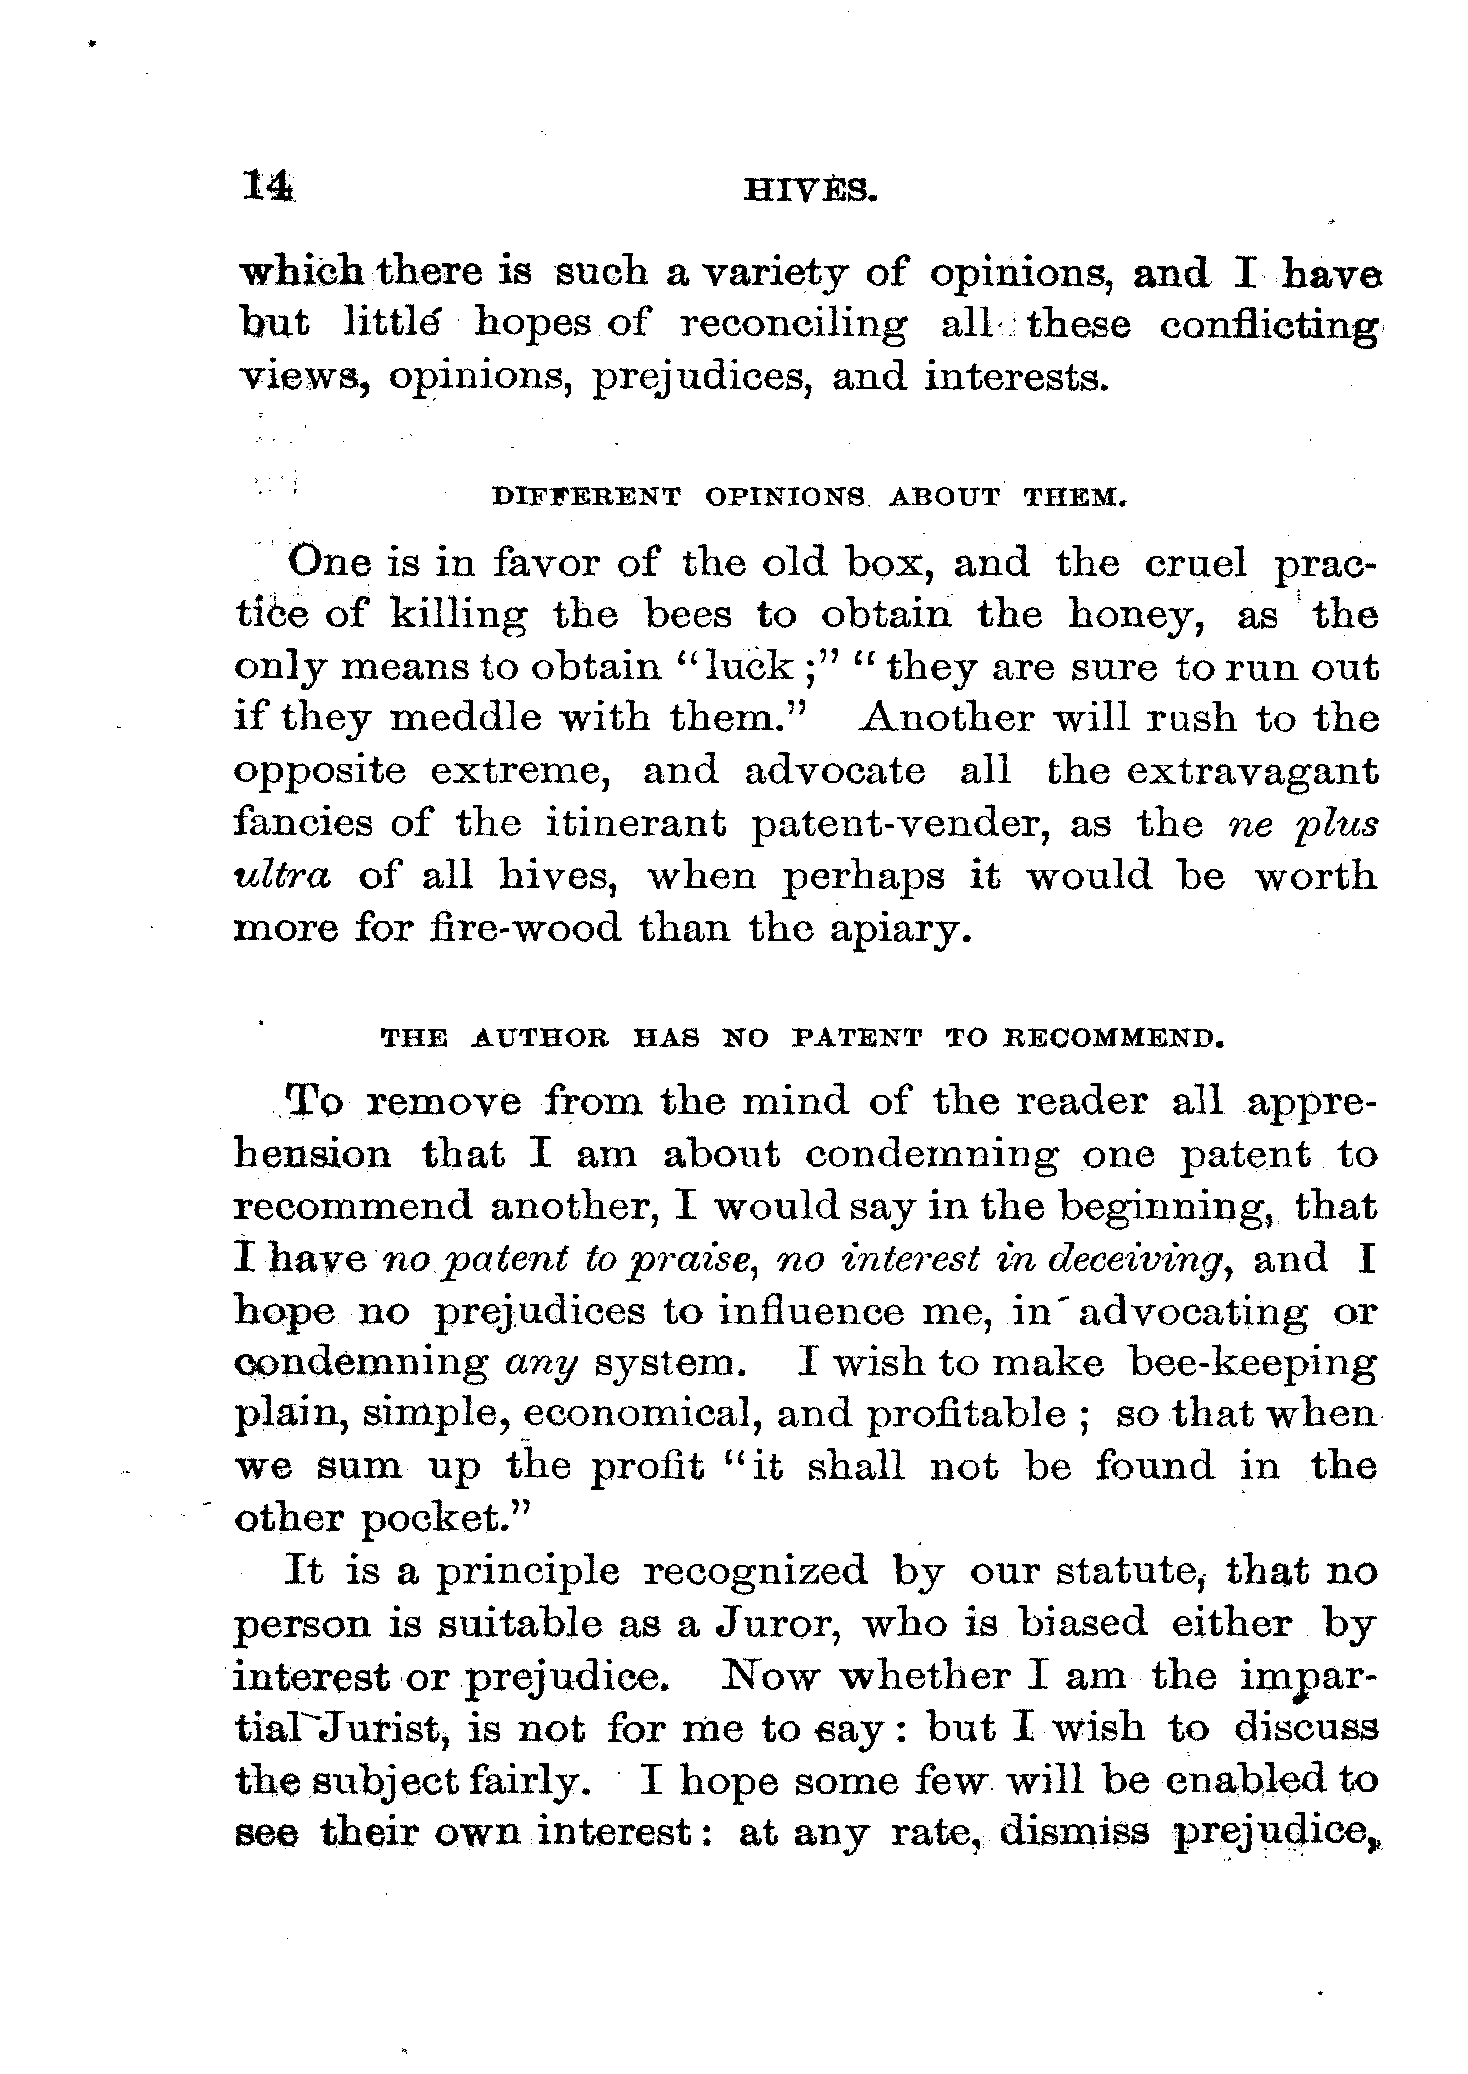 14 HIVES.
which there is such a variety of opinions, and I have
but little hopes of reconciling all these conflicting
views, opinions, prejudices, and interests.
DIFFERENT OPINIONS ABOUT THEM.
One is in favor of the old box, and the cruel prac-
tice of killing the bees to obtain the honey, as the
only means to obtain "luck ;" " they are sure to run out
if they meddle with them." Another will rush to the
opposite extreme, and advocate all the extravagant
fancies of the itinerant patent-vender, as the ne plus
ultra of all hives, when perhaps it would be worth
more for fire-wood than the apiary.
THE AUTHOR HAS NO PATENT TO RECOMMEND.
To remove from the mind of the reader all appre-
hension that I am about condemning one patent to
recommend another, I would say in the beginning, that
I have no patent to praise, no interest in deceiving, and I
hope no prejudices to influence me, in advocating or
condemning any system. I wish to make bee-keeping
plain, simple, economical, and profitable ; so that when
we sum up the profit "it shall not be found in the
other pocket."
It is a principle recognized by our statute, that no
person is suitable as a Juror, who is biased either by
interest or prejudice. Now whether I am the impar-
tial Jurist, is not for me to say : but I wish to discuss
the subject fairly. I hope some few will be enabled to
see their own interest : at any rate, dismiss prejudice,